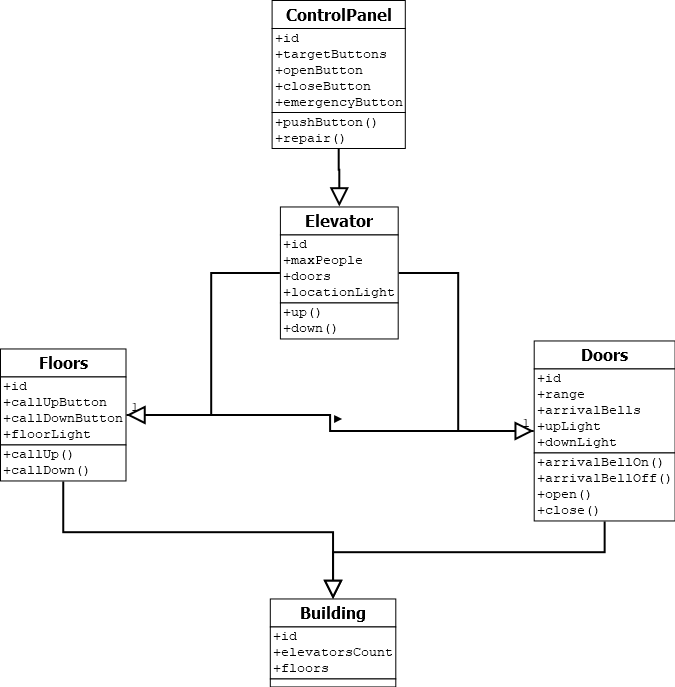 ControlPanel
+id
+targetButtons
+openButton
+closeButton
+emergencyButton
+pushButton()
+repair()
Elevator
+id
+maxPeople
+doors
+locationLight
+up()
+down()
Floors
+id
+callUpButton
+callDownButton
+floorLight
+callUp()
+callDown()
1
Doors
+id
+range
+arrivalBells
+upLight
+downLight
+arrivalBellOn()
+arrivalBellOff()
+open()
+close()
1
Building
+id
+elevatorsCount
+floors